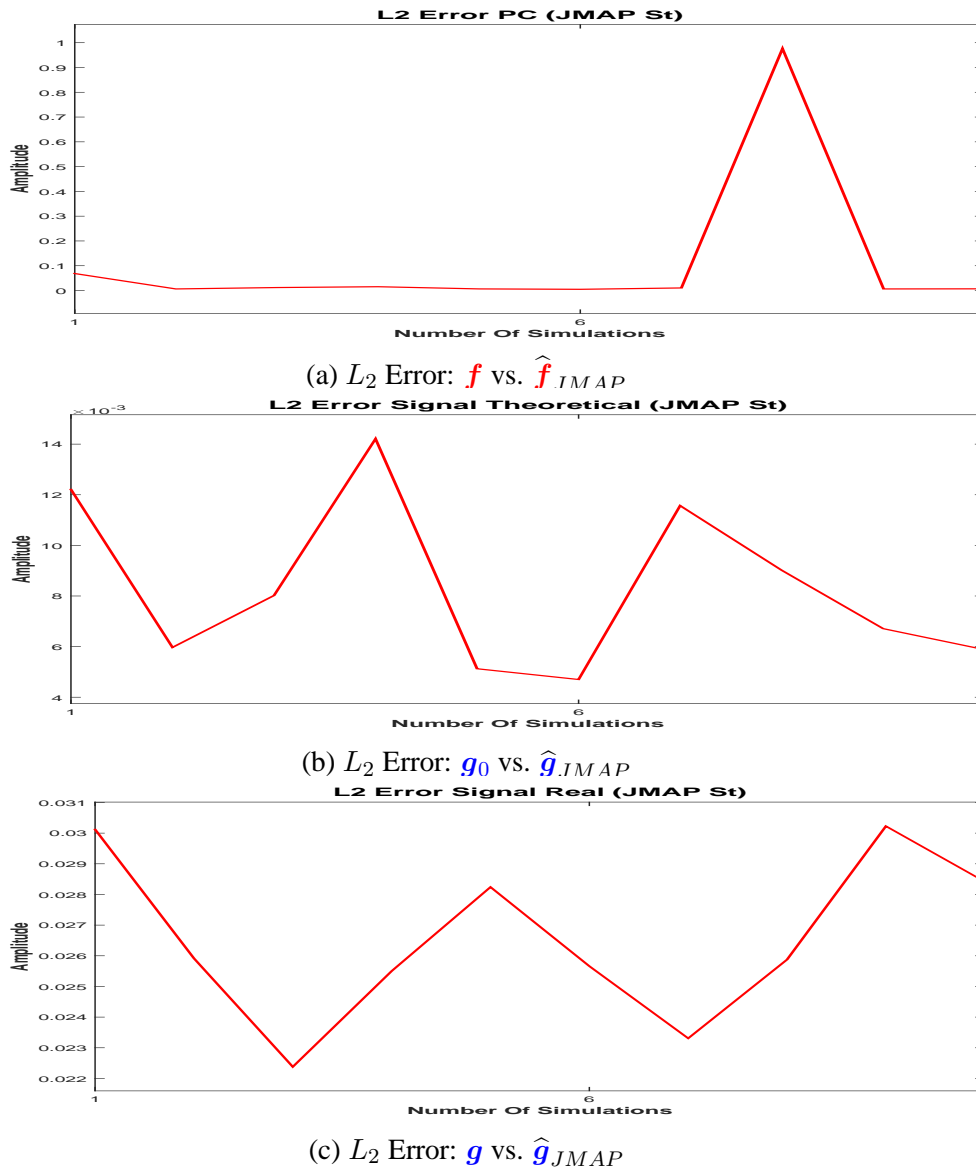 L2 Error PC (JMAP St)
1
0.9
0.8
0.7
0.6
0.5
0.4
0.3
0.2
0.1
0
Amplitude
1 6
Number Of Simulations
(a) L₂ Error: f vs. f̂_JMAP
× 10⁻³ L2 Error Signal Theoretical (JMAP St)
14
12
10
8
6
4
Amplitude
1 6
Number Of Simulations
(b) L₂ Error: g₀ vs. ĝ_JMAP
L2 Error Signal Real (JMAP St)
0.031
0.03
0.029
0.028
0.027
0.026
0.025
0.024
0.023
0.022
Amplitude
1 6
Number Of Simulations
(c) L₂ Error: g vs. ĝ_JMAP